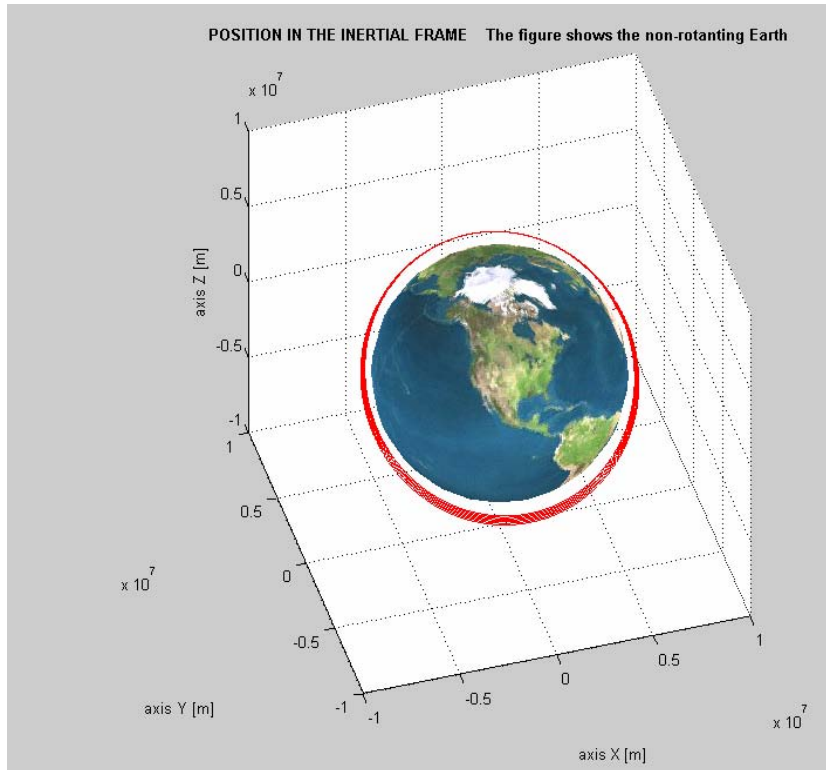 POSITION IN THE INERTIAL FRAME    The figure shows the non-rotanting Earth
x 10^7
1
0.5
0
-0.5
-1
axis Z [m]
1
0.5
0
-0.5
-1
x 10^7
axis Y [m]
-1
-0.5
0
0.5
1
x 10^7
axis X [m]